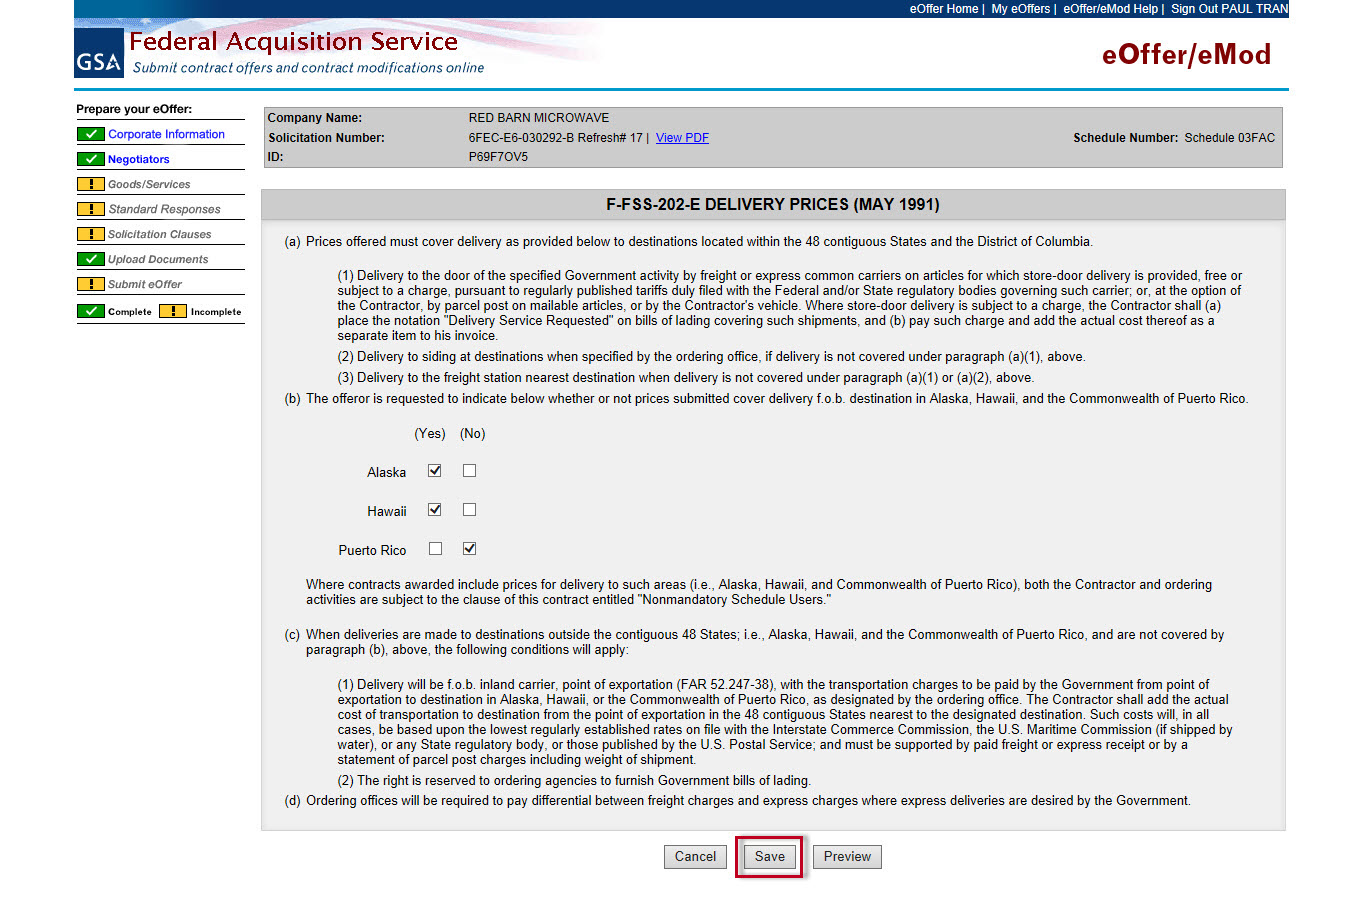 eOffer Home | My eOffers | eOffer/eMod Help | Sign Out PAUL TRAN
GSA
Federal Acquisition Service
Submit contract offers and contract modifications online
eOffer/eMod
Prepare your eOffer:
Corporate Information
Negotiators
Goods/Services
Standard Responses
Solicitation Clauses
Upload Documents
Submit eOffer
Complete Incomplete
Company Name: RED BARN MICROWAVE
Solicitation Number: 6FEC-E6-030292-B Refresh# 17 | View PDF Schedule Number: Schedule 03FAC
ID: P69F7OV5
F-FSS-202-E DELIVERY PRICES (MAY 1991)
(a) Prices offered must cover delivery as provided below to destinations located within the 48 contiguous States and the District of Columbia.
(1) Delivery to the door of the specified Government activity by freight or express common carriers on articles for which store-door delivery is provided, free or
subject to a charge, pursuant to regularly published tariffs duly filed with the Federal and/or State regulatory bodies governing such carrier; or, at the option of
the Contractor, by parcel post on mailable articles, or by the Contractor's vehicle. Where store-door delivery is subject to a charge, the Contractor shall (a)
place the notation "Delivery Service Requested" on bills of lading covering such shipments, and (b) pay such charge and add the actual cost thereof as a
separate item to his invoice.
(2) Delivery to siding at destinations when specified by the ordering office, if delivery is not covered under paragraph (a)(1), above.
(3) Delivery to the freight station nearest destination when delivery is not covered under paragraph (a)(1) or (a)(2), above.
(b) The offeror is requested to indicate below whether or not prices submitted cover delivery f.o.b. destination in Alaska, Hawaii, and the Commonwealth of Puerto Rico.
(Yes) (No)
Alaska
Hawaii
Puerto Rico
Where contracts awarded include prices for delivery to such areas (i.e., Alaska, Hawaii, and Commonwealth of Puerto Rico), both the Contractor and ordering
activities are subject to the clause of this contract entitled "Nonmandatory Schedule Users."
(c) When deliveries are made to destinations outside the contiguous 48 States; i.e., Alaska, Hawaii, and the Commonwealth of Puerto Rico, and are not covered by
paragraph (b), above, the following conditions will apply:
(1) Delivery will be f.o.b. inland carrier, point of exportation (FAR 52.247-38), with the transportation charges to be paid by the Government from point of
exportation to destination in Alaska, Hawaii, or the Commonwealth of Puerto Rico, as designated by the ordering office. The Contractor shall add the actual
cost of transportation to destination from the point of exportation in the 48 contiguous States nearest to the designated destination. Such costs will, in all
cases, be based upon the lowest regularly established rates on file with the Interstate Commerce Commission, the U.S. Maritime Commission (if shipped by
water), or any State regulatory body, or those published by the U.S. Postal Service; and must be supported by paid freight or express receipt or by a
statement of parcel post charges including weight of shipment.
(2) The right is reserved to ordering agencies to furnish Government bills of lading.
(d) Ordering offices will be required to pay differential between freight charges and express charges where express deliveries are desired by the Government.
Cancel Save Preview